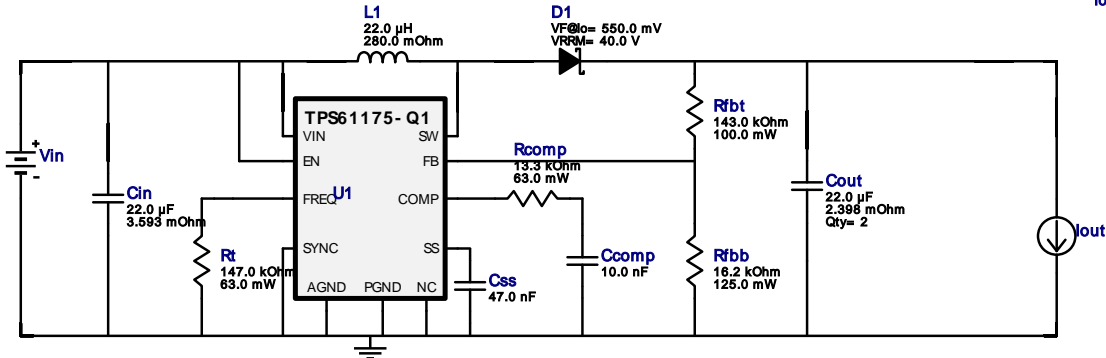 Io
L1
22.0 µH
280.0 mOhm
D1
VF@Io= 550.0 mV
VRRM= 40.0 V
TPS61175-Q1
VIN
SW
EN
FB
FREQ
U1
COMP
SYNC
SS
AGND
PGND
NC
Vin
Cin
22.0 µF
3.593 mOhm
Rt
147.0 kOhm
63.0 mW
Rcomp
13.3 kOhm
63.0 mW
Ccomp
10.0 nF
Css
47.0 nF
Rfbt
143.0 kOhm
100.0 mW
Rfbb
16.2 kOhm
125.0 mW
Cout
22.0 µF
2.398 mOhm
Qty= 2
Iout